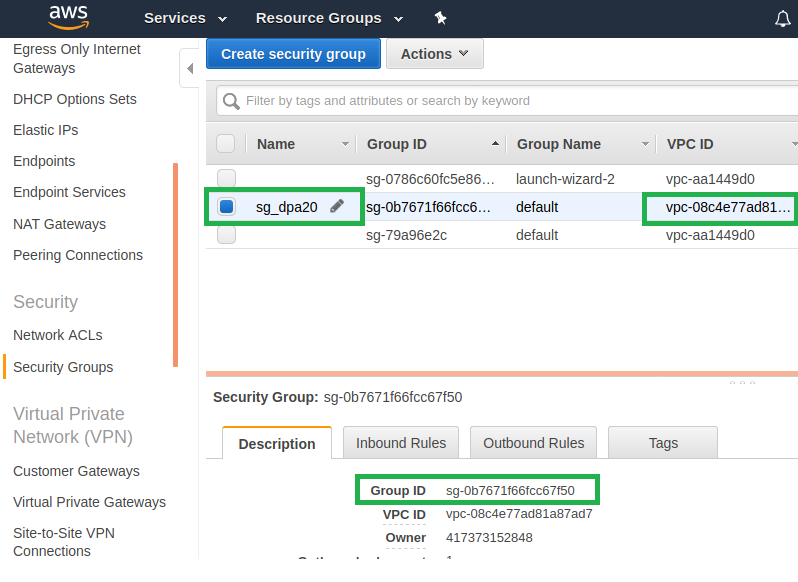 aws
Services
Resource Groups
Egress Only Internet
Gateways
DHCP Options Sets
Elastic IPs
Endpoints
Endpoint Services
NAT Gateways
Peering Connections
Security
Network ACLs
Security Groups
Virtual Private
Network (VPN)
Customer Gateways
Virtual Private Gateways
Site-to-Site VPN
Connections
Create security group
Actions
Filter by tags and attributes or search by keyword
Name Group ID Group Name VPC ID
sg-0786c60fc5e86… launch-wizard-2 vpc-aa1449d0
sg_dpa20 sg-0b7671f66fcc6… default vpc-08c4e77ad81…
sg-79a96e2c default vpc-aa1449d0
Security Group: sg-0b7671f66fcc67f50
Description Inbound Rules Outbound Rules Tags
Group ID sg-0b7671f66fcc67f50
VPC ID vpc-08c4e77ad81a87ad7
Owner 417373152848